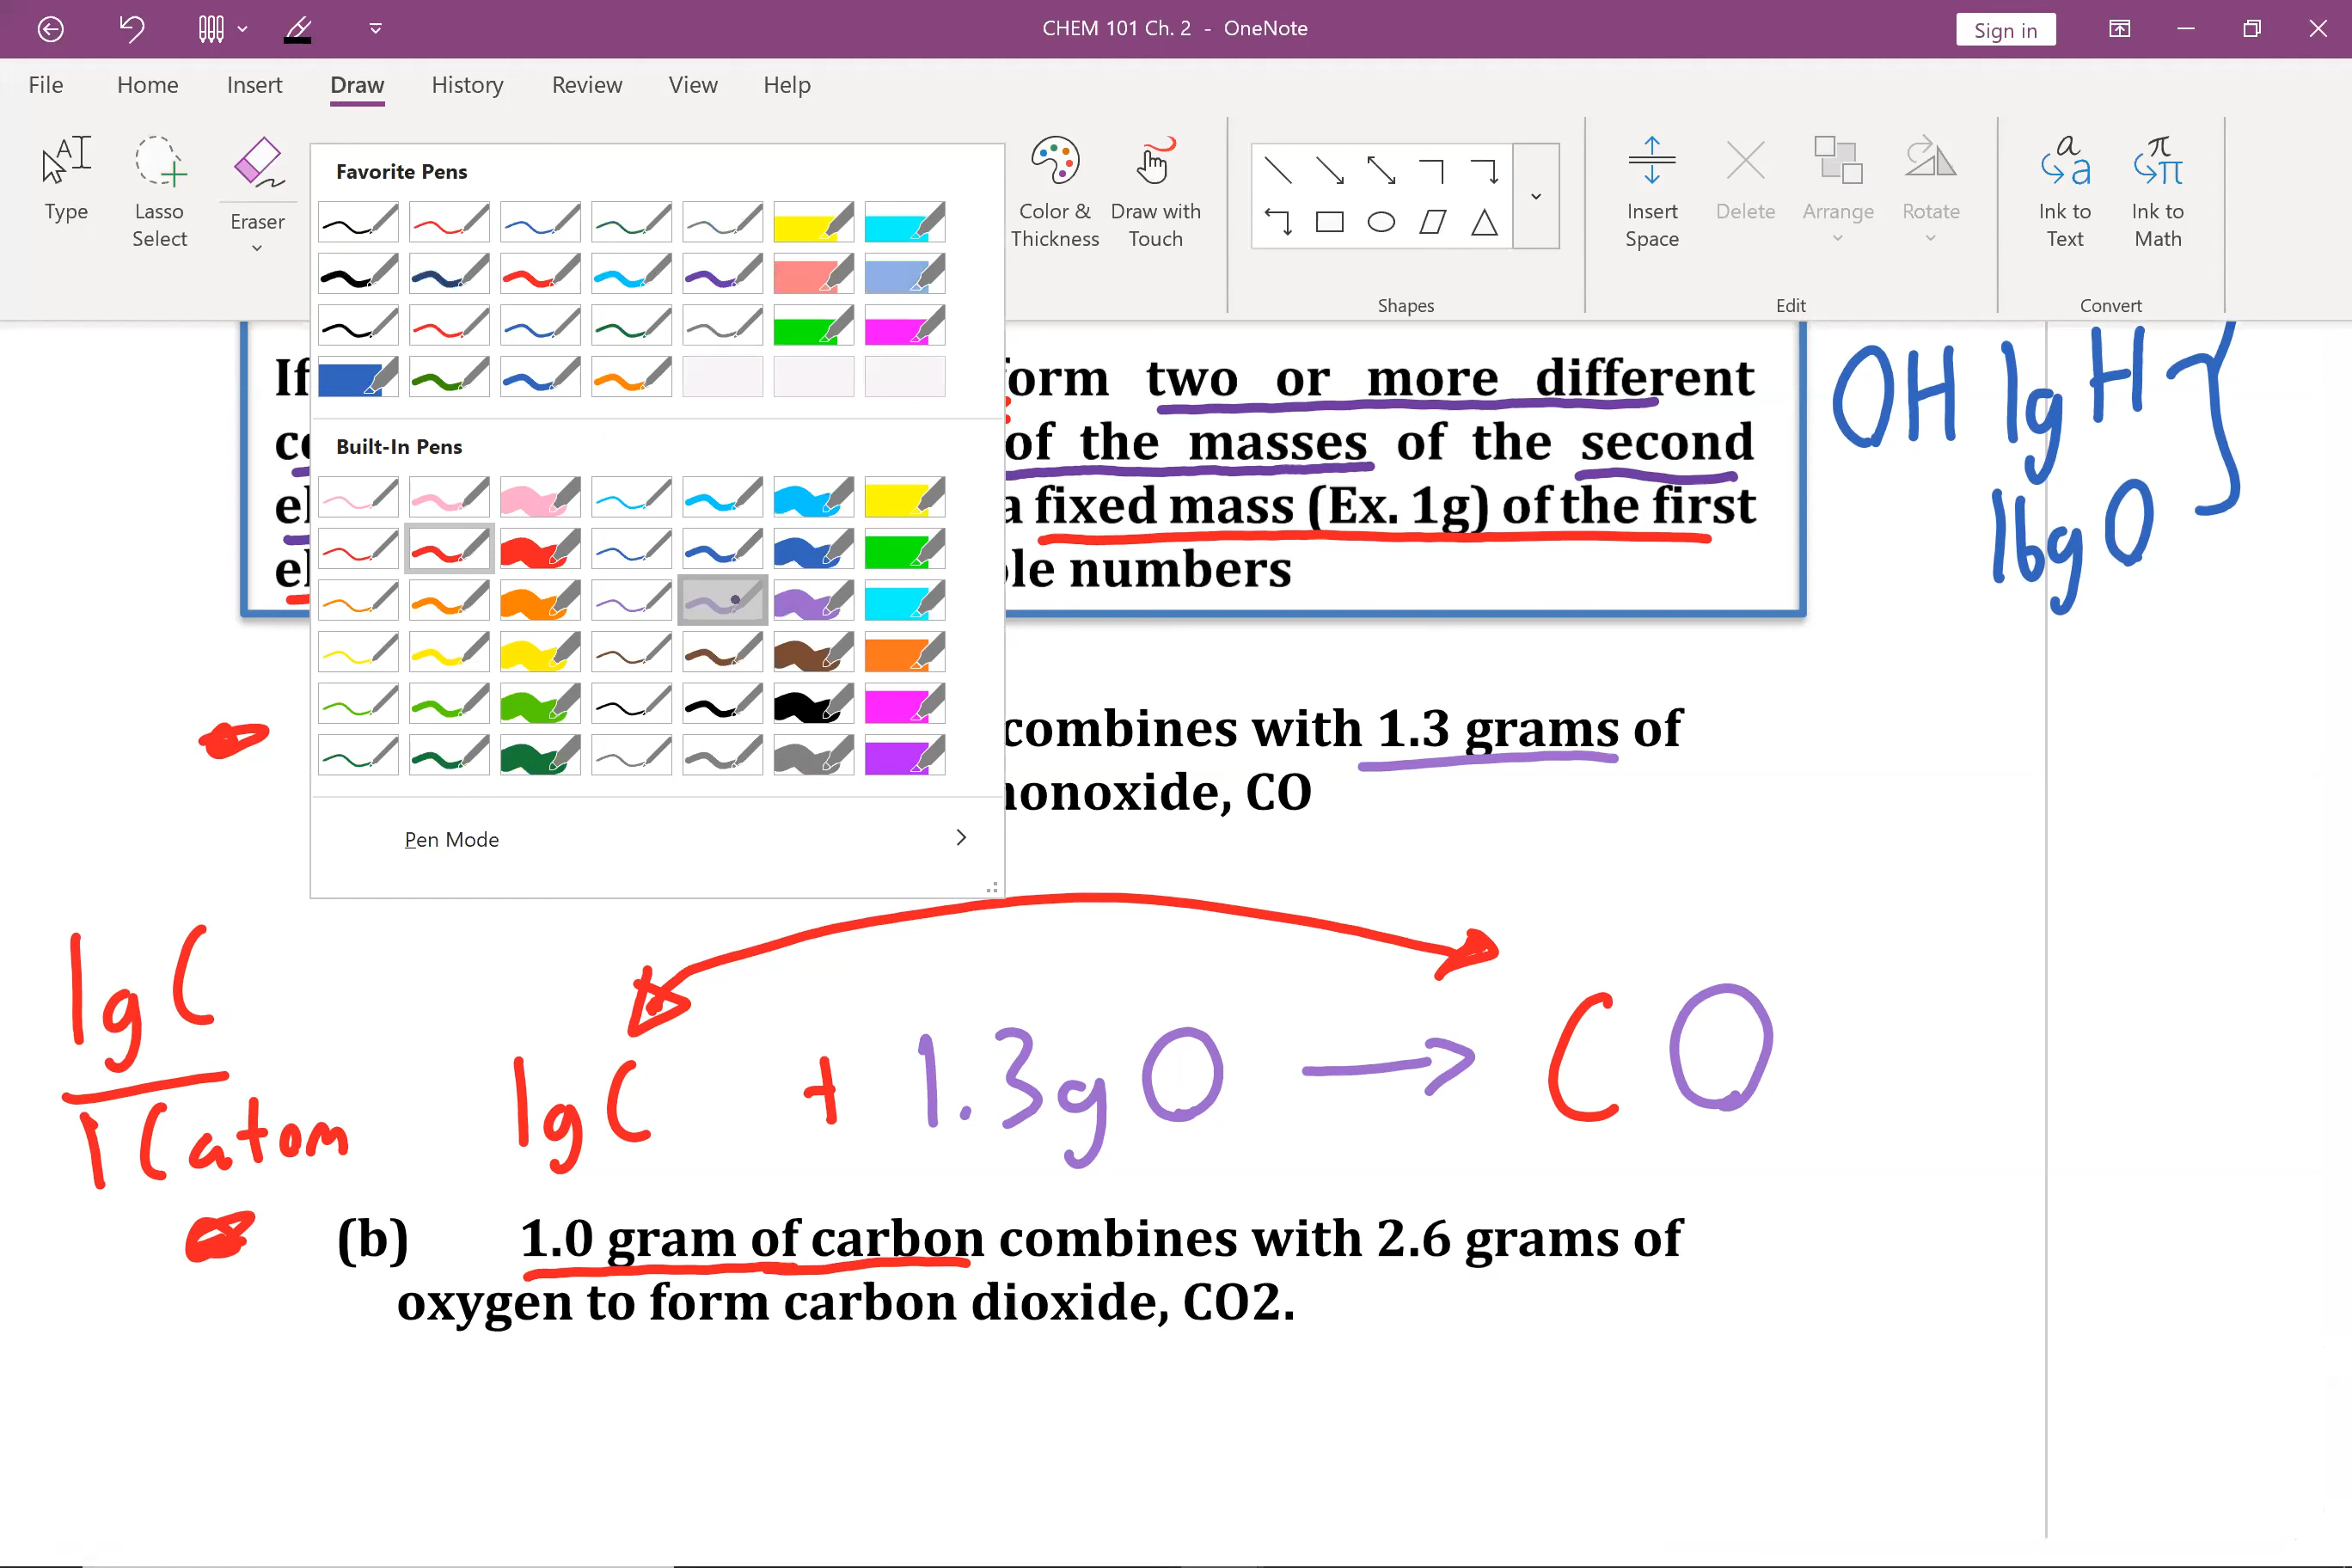 CHEM 101 Ch. 2 - OneNote
Sign in
File Home Insert Draw History Review View Help
Type
Lasso Select
Eraser
Favorite Pens
Built-In Pens
Pen Mode
Color & Thickness
Draw with Touch
Shapes
Insert Space
Delete
Arrange
Rotate
Edit
a a
Ink to Text
π π
Ink to Math
Convert
If orm two or more different
of the masses of the second
el a fixed mass (Ex. 1g) of the first
el le numbers
OH 1g H
16g O
combines with 1.3 grams of
onoxide, CO
1g C
1 C atom
1g C + 1.3g O → C O
(b) 1.0 gram of carbon combines with 2.6 grams of
oxygen to form carbon dioxide, CO2.